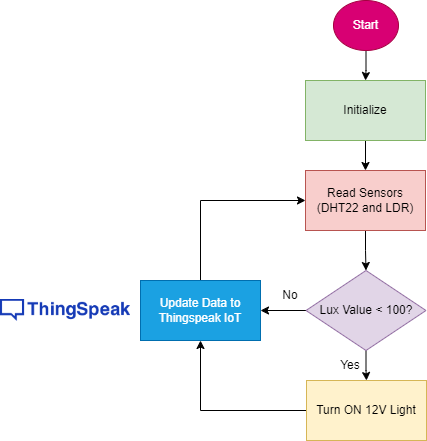 Start
Initialize
Read Sensors
(DHT22 and LDR)
Lux Value < 100?
No
Update Data to
Thingspeak IoT
ThingSpeak
Yes
Turn ON 12V Light